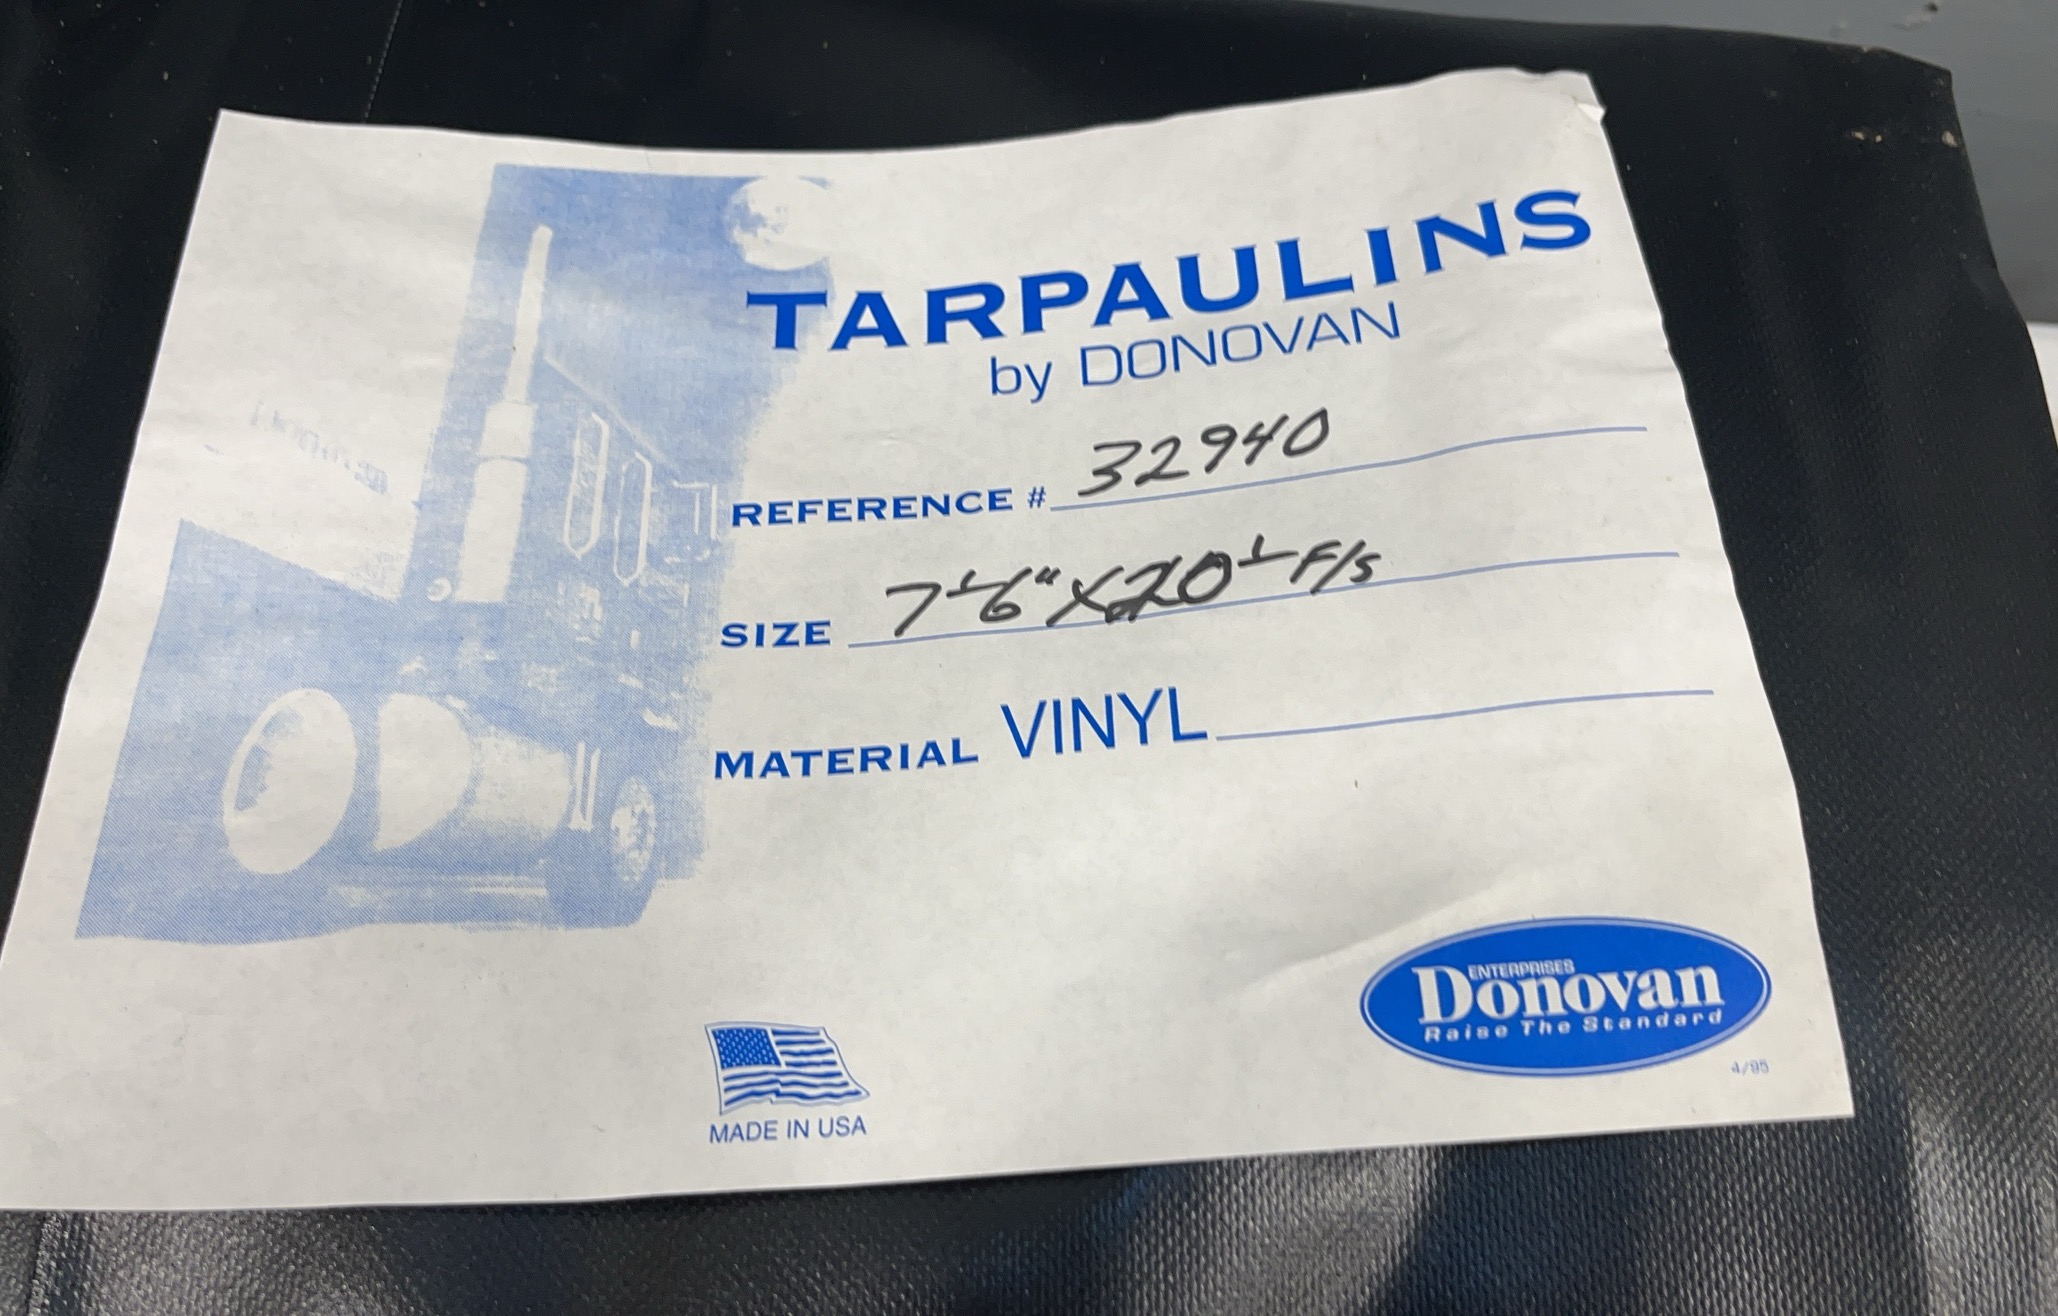 TARPAULINS
by DONOVAN
REFERENCE # 32940
SIZE 7'6" X 20' F/S
MATERIAL VINYL
ENTERPRISES
Donovan
Raise The Standard
4/95
MADE IN USA